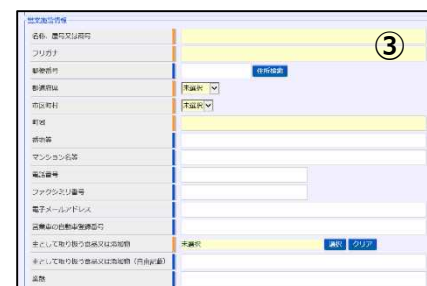 営業施設情報
名称、屋号又は商号
③
フリガナ
郵便番号 住所検索
都道府県 未選択
市区町村 未選択
町域
番地等
マンション名等
電話番号
ファクシミリ番号
電子メールアドレス
営業車の自動車登録番号
主として取り扱う食品又は添加物 未選択 選択 クリア
主として取り扱う食品又は添加物（自由記載）
業態